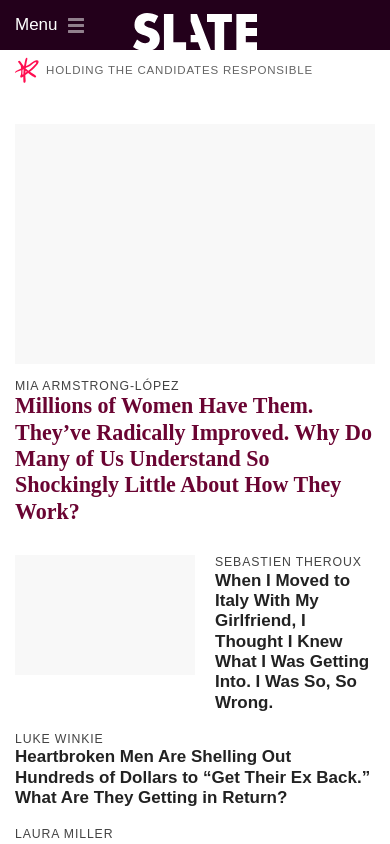 Menu
SLATE
HOLDING THE CANDIDATES RESPONSIBLE
MIA ARMSTRONG-LÓPEZ
Millions of Women Have Them.
They’ve Radically Improved. Why Do
Many of Us Understand So
Shockingly Little About How They
Work?
SEBASTIEN THEROUX
When I Moved to
Italy With My
Girlfriend, I
Thought I Knew
What I Was Getting
Into. I Was So, So
Wrong.
LUKE WINKIE
Heartbroken Men Are Shelling Out
Hundreds of Dollars to “Get Their Ex Back.”
What Are They Getting in Return?
LAURA MILLER